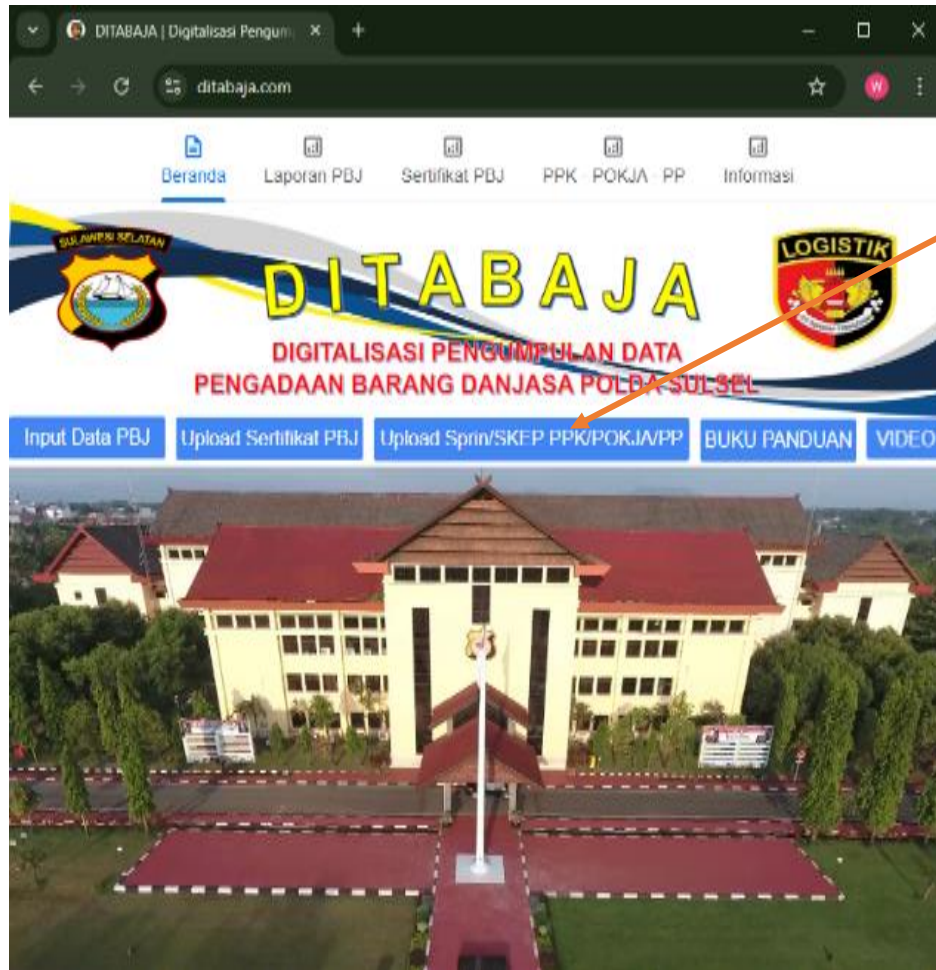 DITABAJA | Digitalisasi Pengum
ditabaja.com
W
Beranda
Laporan PBJ
Sertifikat PBJ
PPK - POKJA - PP
Informasi
SULAWESI SELATAN
LOGISTIK
DITABAJA
DIGITALISASI PENGUMPULAN DATA
PENGADAAN BARANG DANJASA POLDA SULSEL
Input Data PBJ
Upload Sertifikat PBJ
Upload Sprin/SKEP PPK/POKJA/PP
BUKU PANDUAN
VIDEO